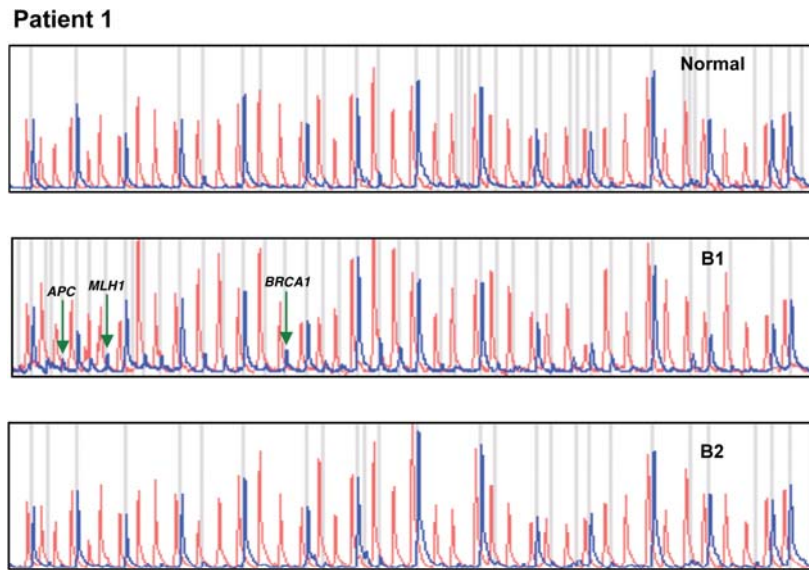 Patient 1
Normal
B1
APC
MLH1
BRCA1
B2